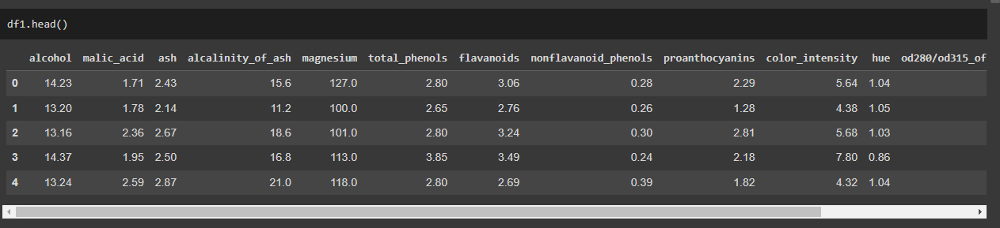 df1.head()
alcohol malic_acid ash alcalinity_of_ash magnesium total_phenols flavanoids nonflavanoid_phenols proanthocyanins color_intensity hue od280/od315_of
0 14.23 1.71 2.43 15.6 127.0 2.80 3.06 0.28 2.29 5.64 1.04
1 13.20 1.78 2.14 11.2 100.0 2.65 2.76 0.26 1.28 4.38 1.05
2 13.16 2.36 2.67 18.6 101.0 2.80 3.24 0.30 2.81 5.68 1.03
3 14.37 1.95 2.50 16.8 113.0 3.85 3.49 0.24 2.18 7.80 0.86
4 13.24 2.59 2.87 21.0 118.0 2.80 2.69 0.39 1.82 4.32 1.04